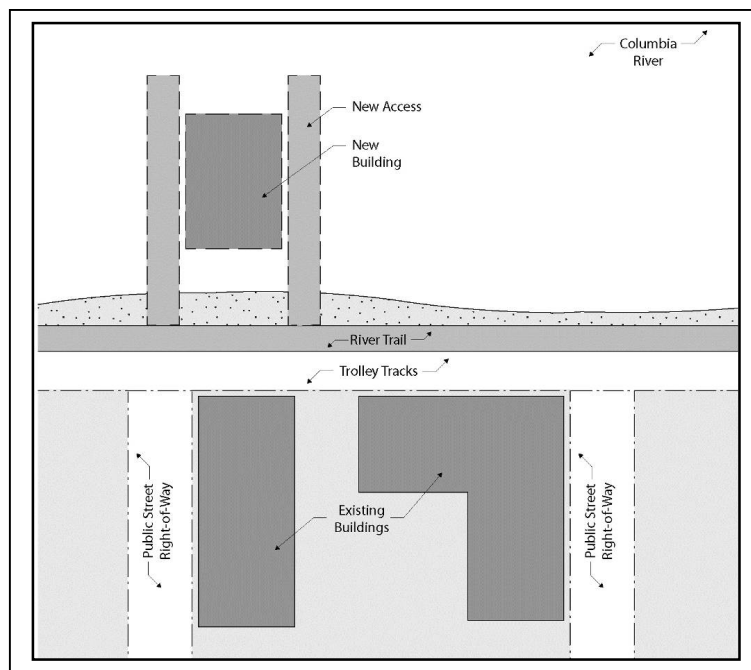 Columbia
River
New Access
New
Building
River Trail
Trolley Tracks
Public Street
Right-of-Way
Existing
Buildings
Public Street
Right-of-Way